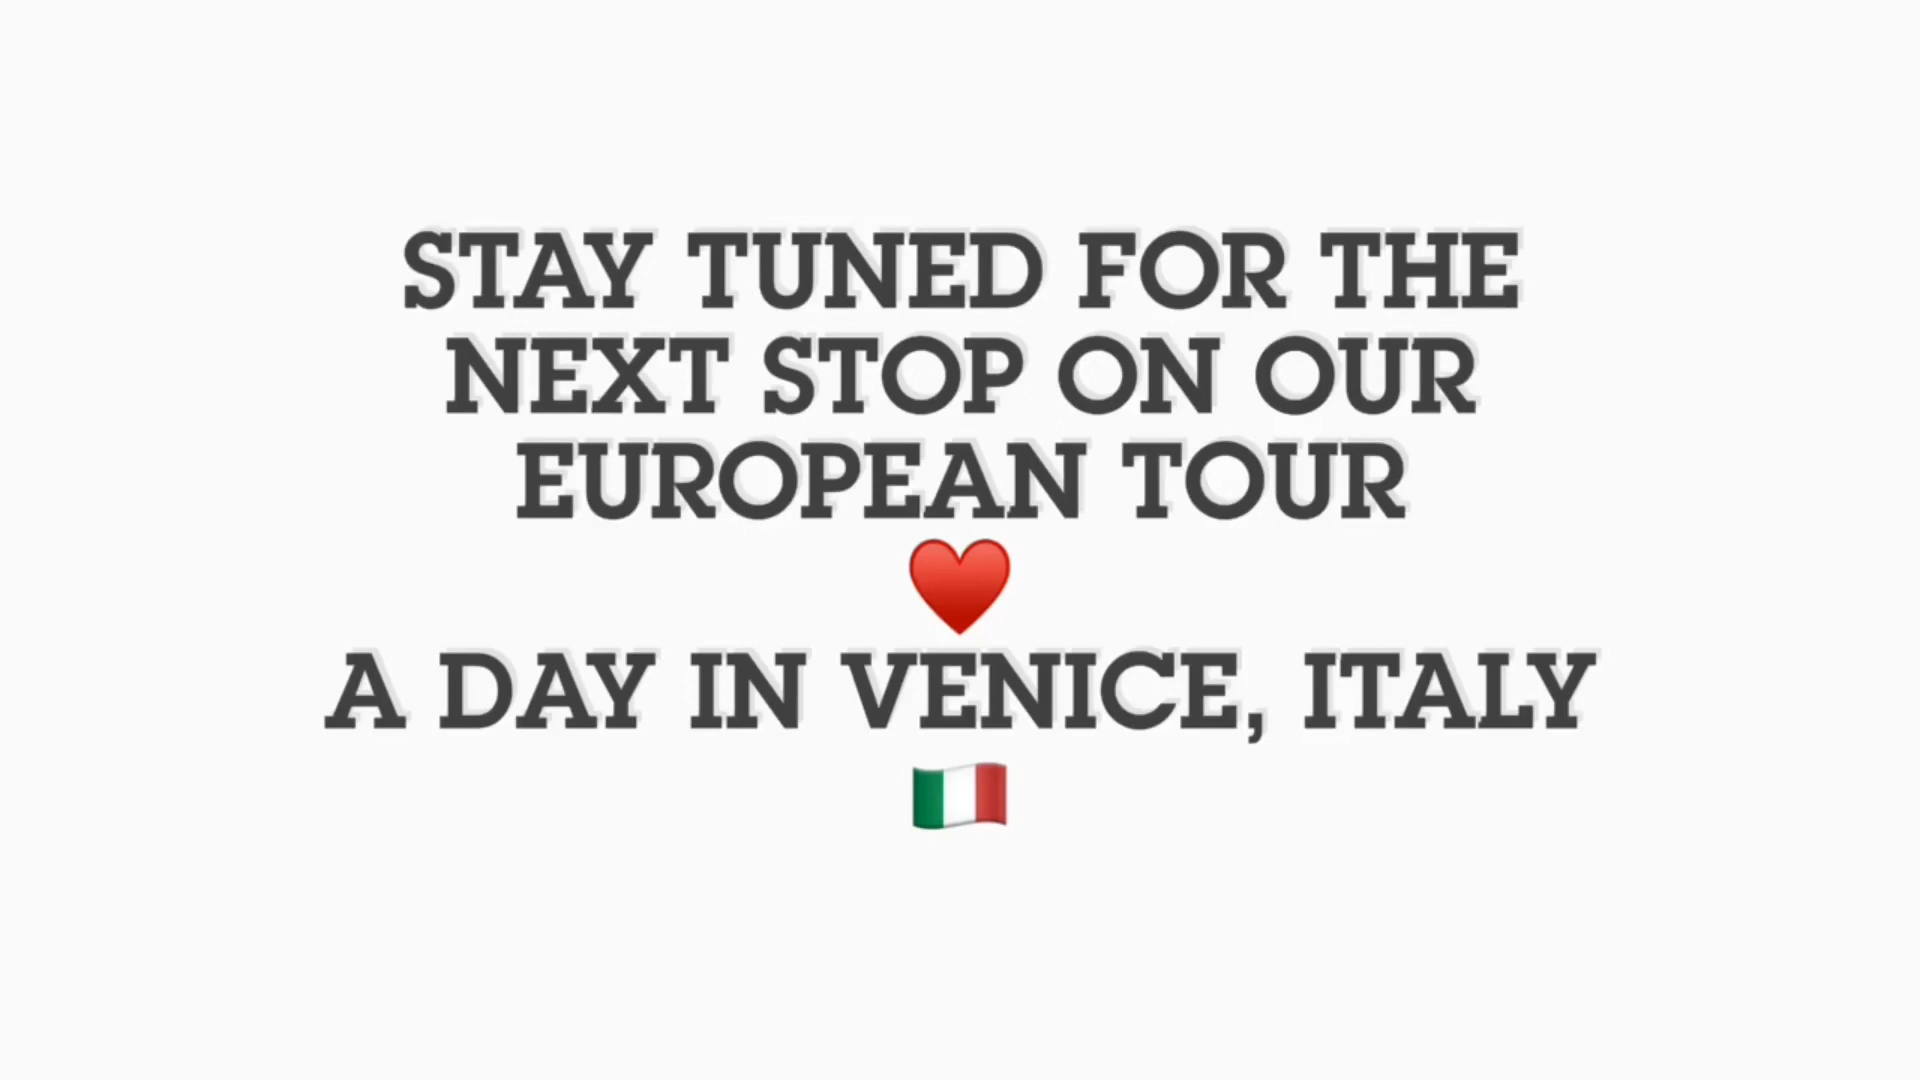 STAY TUNED FOR THE
NEXT STOP ON OUR
EUROPEAN TOUR
♥️
A DAY IN VENICE, ITALY
🇮🇹